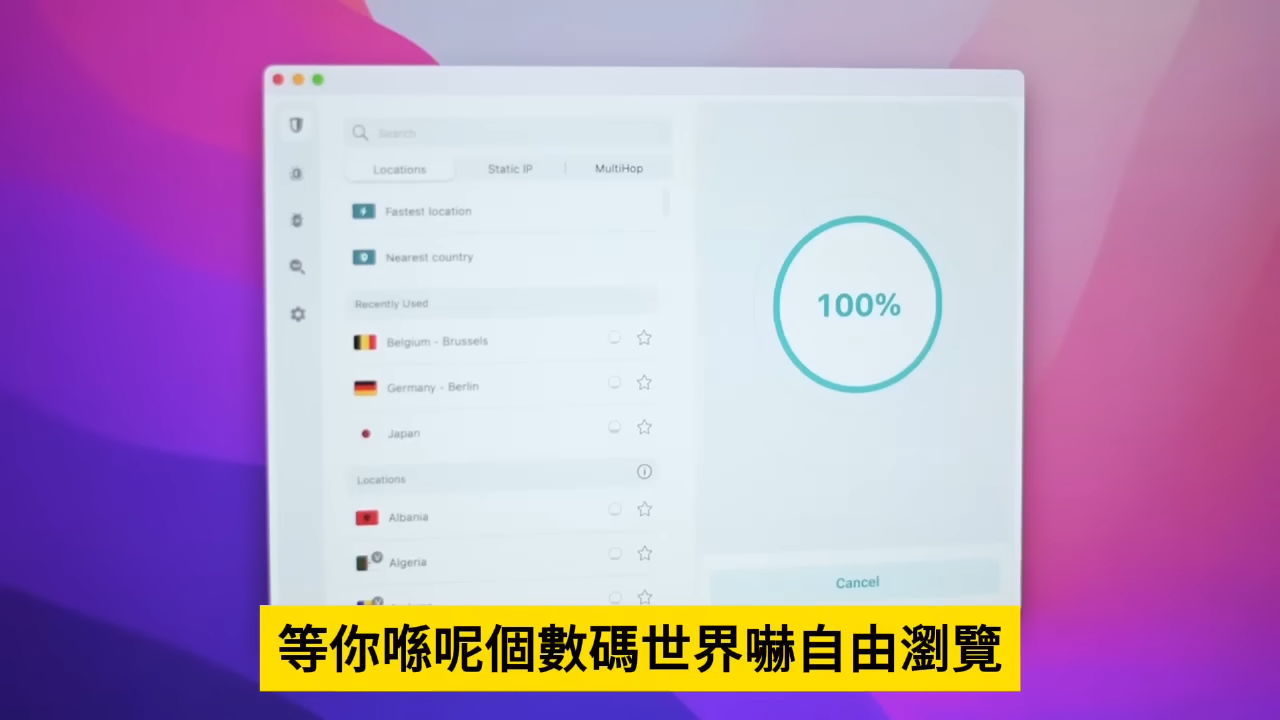 Search
Locations
Static IP
MultiHop
Fastest location
Nearest country
Recently Used
Belgium - Brussels
Germany - Berlin
Japan
Locations
Albania
Algeria
100%
Cancel
等你喺呢個數碼世界嚇自由瀏覽